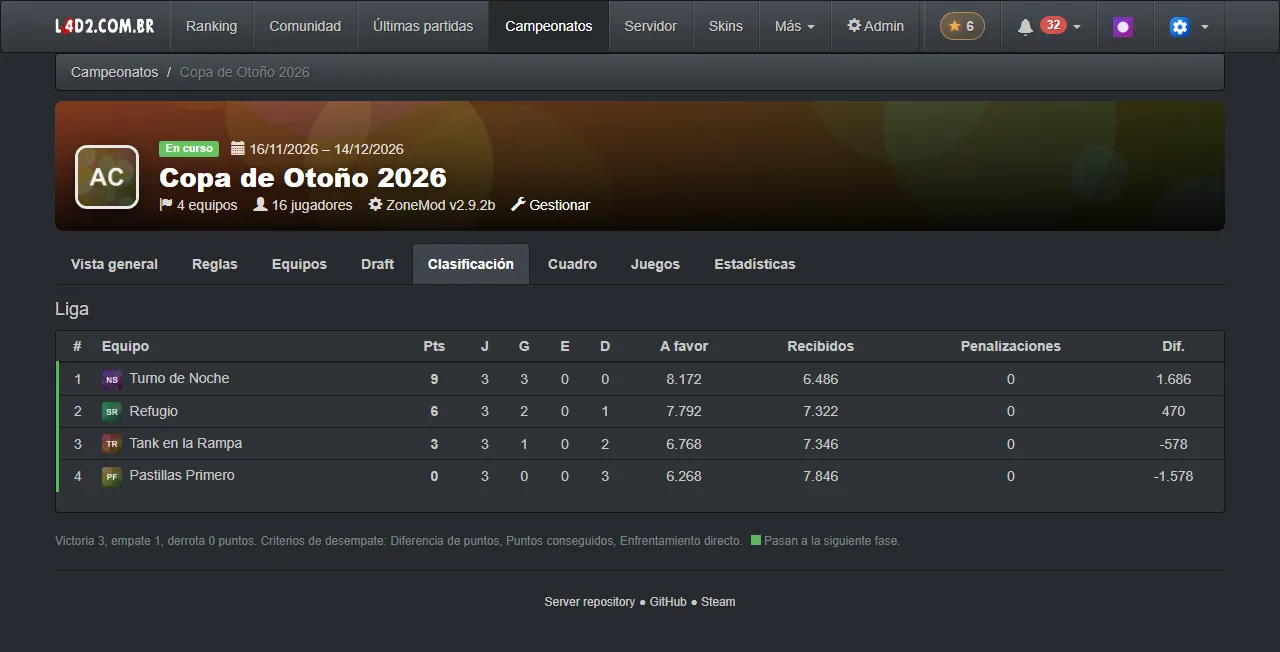 L4D2.COM.BR Ranking Comunidad Últimas partidas Campeonatos Servidor Skins Más Admin 6 32
Campeonatos / Copa de Otoño 2026
En curso 16/11/2026 – 14/12/2026
AC
Copa de Otoño 2026
4 equipos 16 jugadores ZoneMod v2.9.2b Gestionar
Vista general Reglas Equipos Draft Clasificación Cuadro Juegos Estadísticas
Liga
# Equipo Pts J G E D A favor Recibidos Penalizaciones Dif.
1 NS Turno de Noche 9 3 3 0 0 8.172 6.486 0 1.686
2 SR Refugio 6 3 2 0 1 7.792 7.322 0 470
3 TR Tank en la Rampa 3 3 1 0 2 6.768 7.346 0 -578
4 PF Pastillas Primero 0 3 0 0 3 6.268 7.846 0 -1.578
Victoria 3, empate 1, derrota 0 puntos. Criterios de desempate: Diferencia de puntos, Puntos conseguidos, Enfrentamiento directo. Pasan a la siguiente fase.
Server repository ● GitHub ● Steam